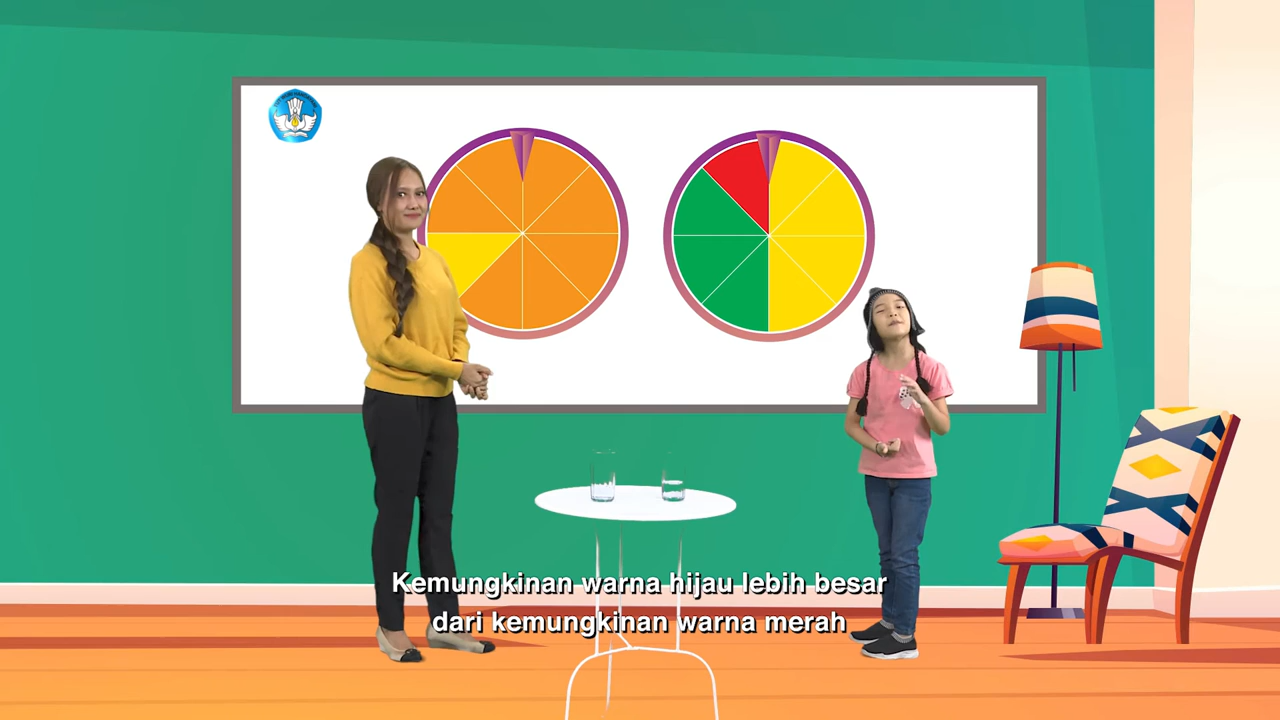 Kemungkinan warna hijau lebih besar
dari kemungkinan warna merah